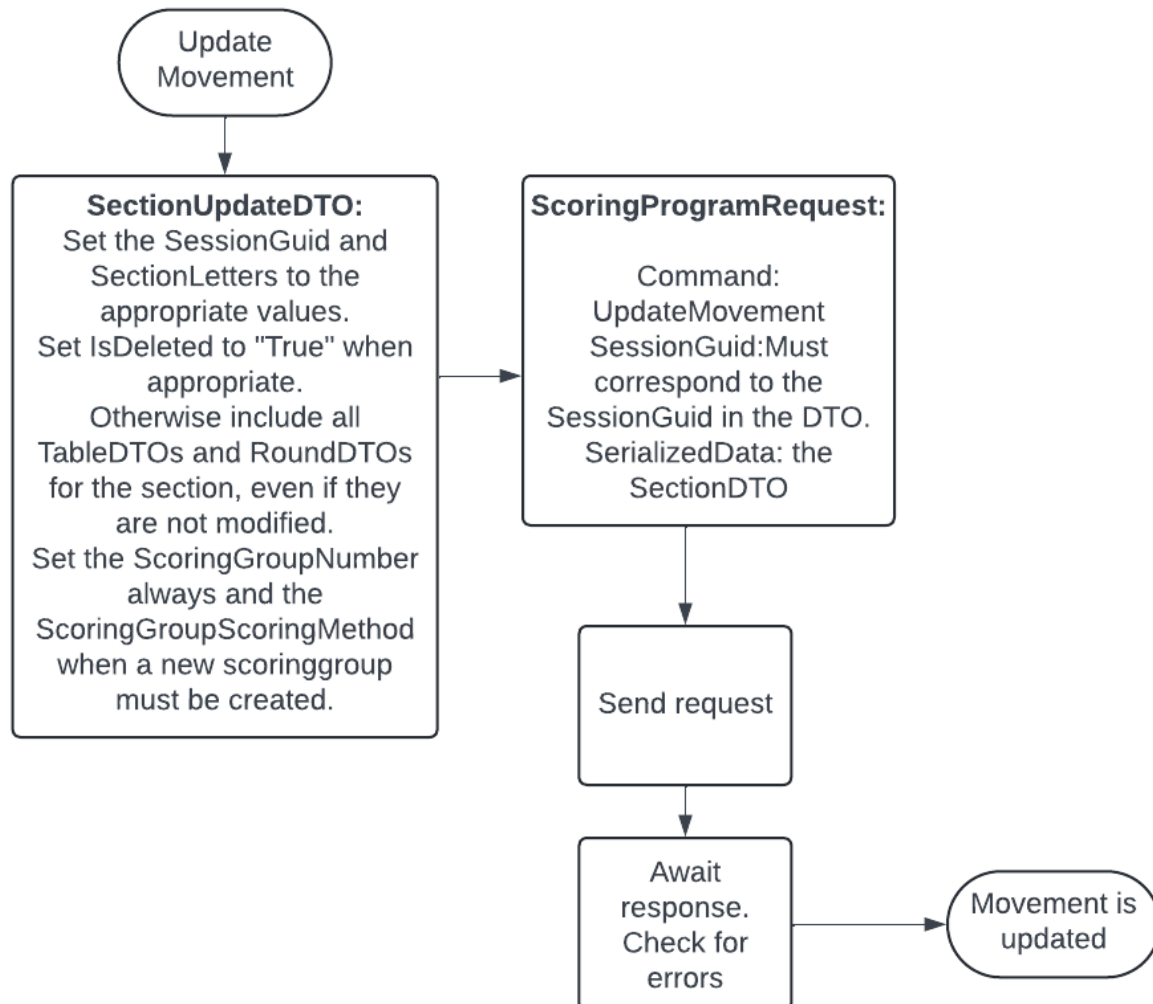 Update
Movement
SectionUpdateDTO:
Set the SessionGuid and
SectionLetters to the
appropriate values.
Set IsDeleted to "True" when
appropriate.
Otherwise include all
TableDTOs and RoundDTOs
for the section, even if they
are not modified.
Set the ScoringGroupNumber
always and the
ScoringGroupScoringMethod
when a new scoringgroup
must be created.
ScoringProgramRequest:
Command:
UpdateMovement
SessionGuid:Must
correspond to the
SessionGuid in the DTO.
SerializedData: the
SectionDTO
Send request
Await
response.
Check for
errors
Movement is
updated